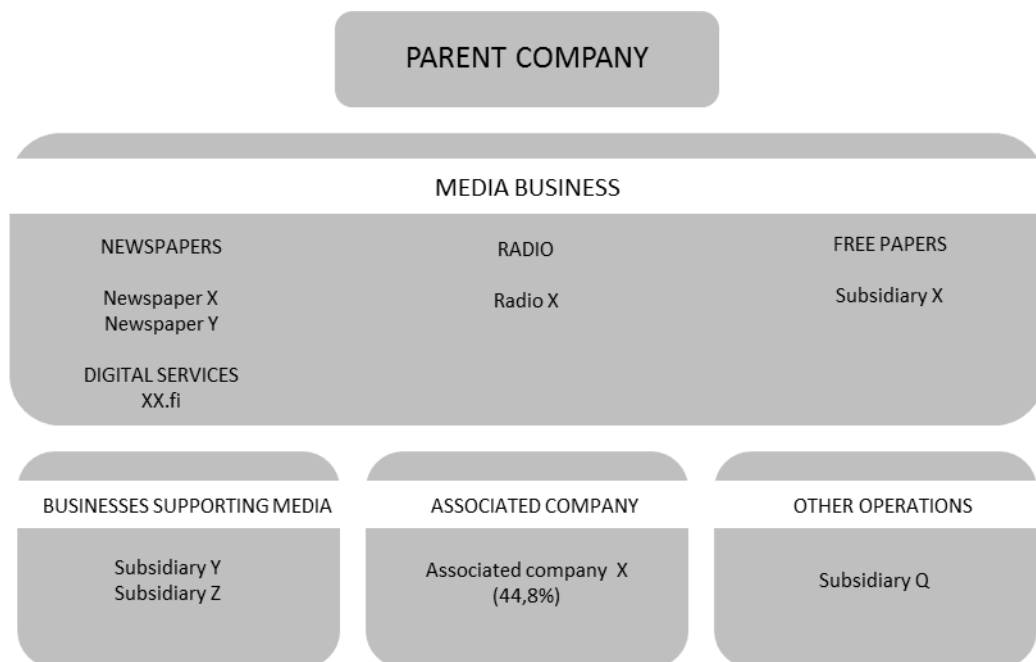 PARENT COMPANY
MEDIA BUSINESS
NEWSPAPERS
Newspaper X
Newspaper Y
DIGITAL SERVICES
XX.fi
RADIO
Radio X
FREE PAPERS
Subsidiary X
BUSINESSES SUPPORTING MEDIA
Subsidiary Y
Subsidiary Z
ASSOCIATED COMPANY
Associated company X
(44,8%)
OTHER OPERATIONS
Subsidiary Q